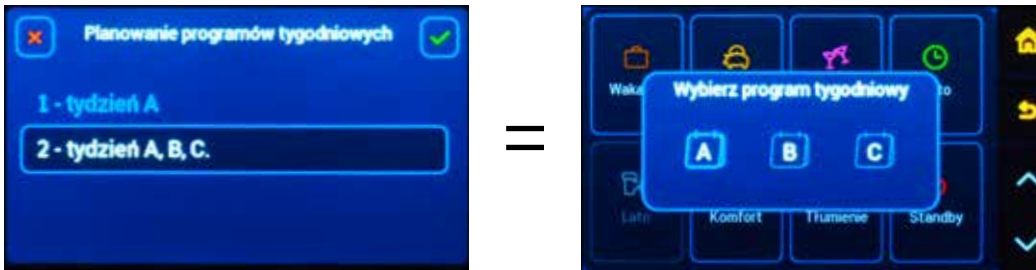 Planowanie programów tygodniowych
1 - tydzień A
2 - tydzień A, B, C.
=
Wybierz program tygodniowy
A B C
Lato Komfort Tłumienie Standby